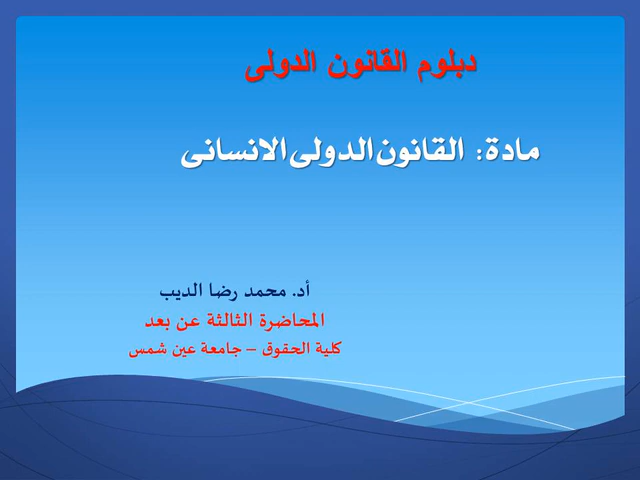 دبلوم القانون الدولى
مادة: القانون الدولى الانسانى
أد. محمد رضا الديب
المحاضرة الثالثة عن بعد
كلية الحقوق – جامعة عين شمس